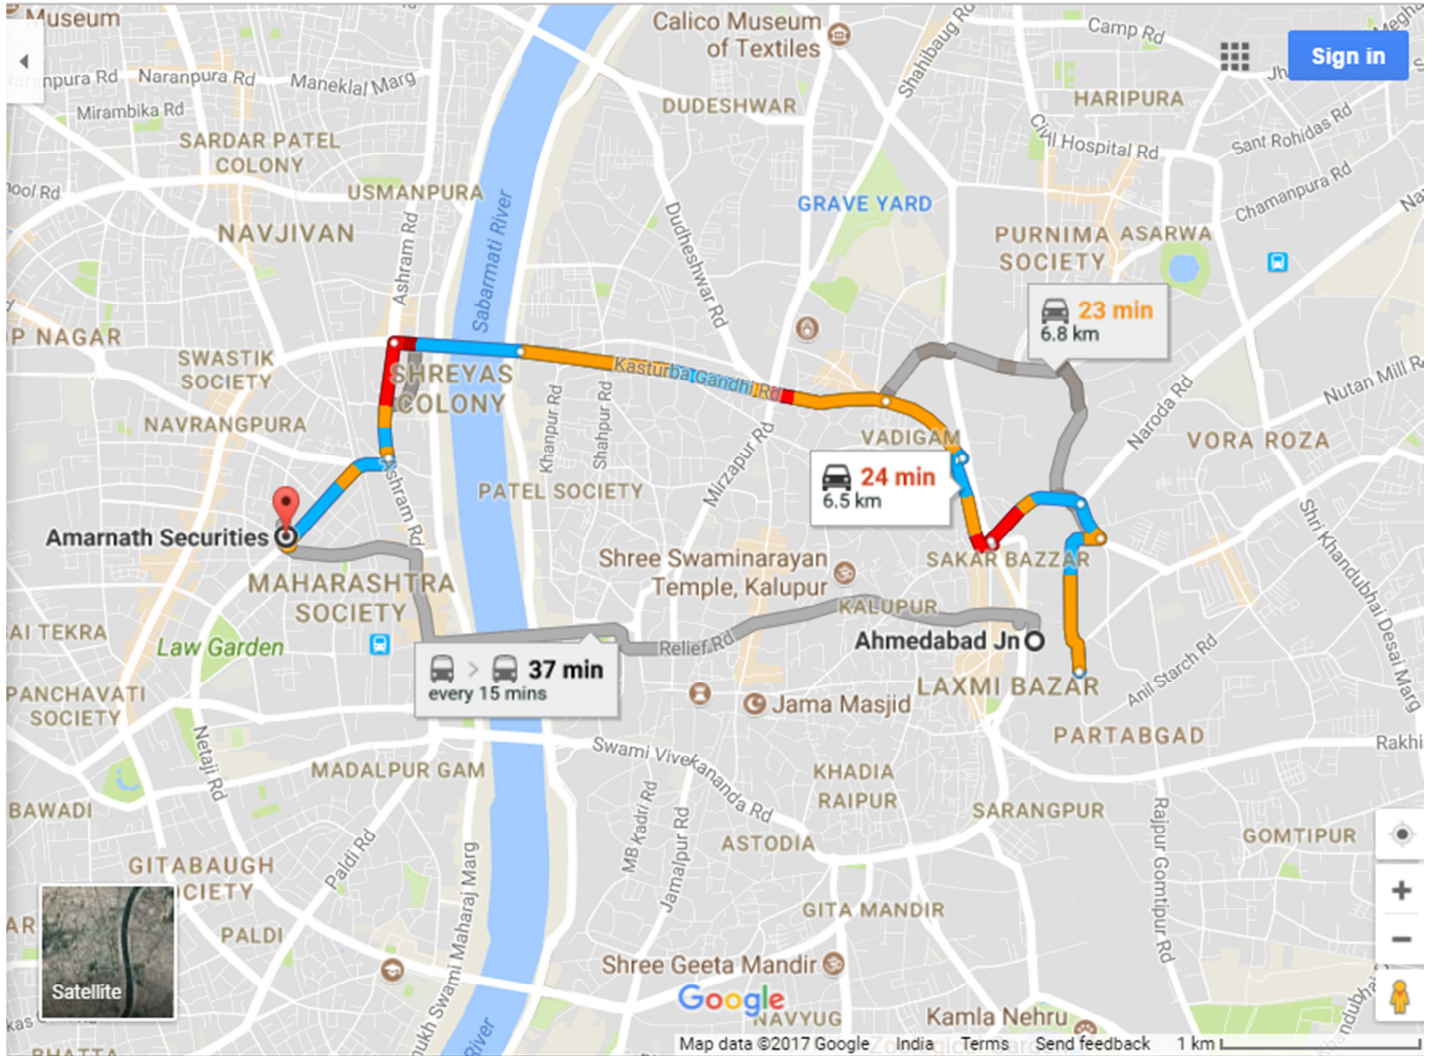 Museum
Calico Museum
of Textiles
Shahibaug Rd
Camp Rd
Sign in
Naranpura Rd
Maneklal Marg
Mirambika Rd
DUDESHWAR
HARIPURA
Civil Hospital Rd
Sant Rohidas Rd
SARDAR PATEL
COLONY
USMANPURA
Chamanpura Rd
GRAVE YARD
NAVJIVAN
Ashram Rd
Sabarmati River
Dudheshwar Rd
PURNIMA
SOCIETY
ASARWA
23 min
6.8 km
OP NAGAR
SWASTIK
SOCIETY
SHREYAS
COLONY
Kasturba Gandhi Rd
NAVRANGPURA
Khanpur Rd
Shahpur Rd
Mirzapur Rd
VADIGAM
Naroda Rd
Nutan Mill R
VORA ROZA
24 min
6.5 km
PATEL SOCIETY
Ashram Rd
Amarnath Securities
Shri Khandubhai Desai Marg
Shree Swaminarayan
Temple, Kalupur
SAKAR BAZZAR
MAHARASHTRA
SOCIETY
KALUPUR
AI TEKRA
Law Garden
Relief Rd
Ahmedabad Jn
37 min
every 15 mins
LAXMI BAZAR
Anil Starch Rd
PANCHAVATI
SOCIETY
Jama Masjid
PARTABGAD
Rakhi
Netaji Rd
Swami Vivekananda Rd
MADALPUR GAM
KHADIA
RAIPUR
BAWADI
MB Kadri Rd
Jamalpur Rd
SARANGPUR
Rajpur Gomtipur Rd
GOMTIPUR
ASTODIA
Paldi Rd
GITABAUGH
OCIETY
mukh Swami Maharaj Marg
GITA MANDIR
AR
PALDI
Shree Geeta Mandir
Satellite
Google
NAVYUG
Kamla Nehru
River
Map data ©2017 Google India Terms Send feedback 1 km